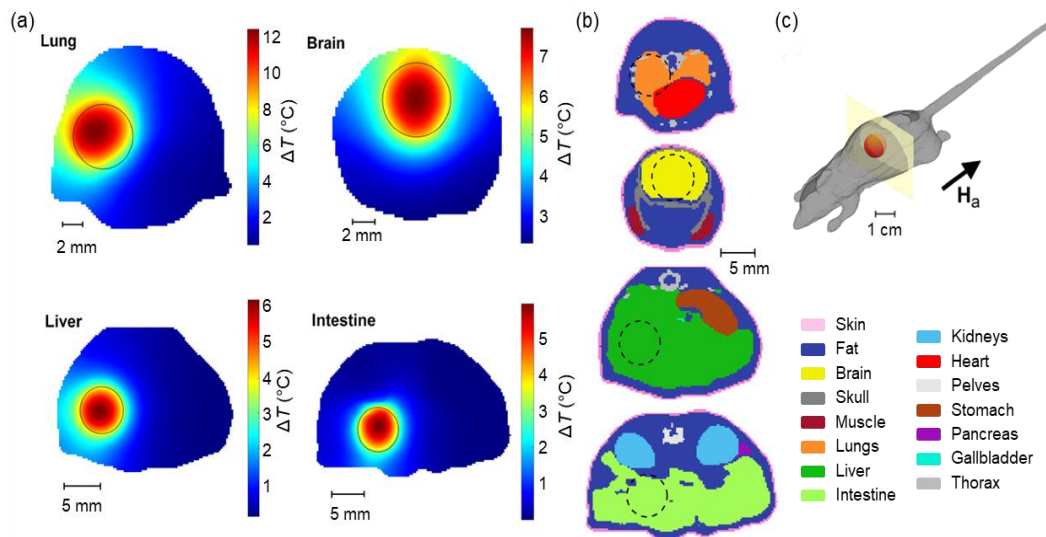 (a)
Lung
12
10
8
6
4
2
ΔT (°C)
2 mm
Brain
7
6
5
4
3
ΔT (°C)
2 mm
Liver
6
5
4
3
2
1
ΔT (°C)
5 mm
Intestine
5
4
3
2
1
ΔT (°C)
5 mm
(b)
5 mm
(c)
Ha
1 cm
Skin
Fat
Brain
Skull
Muscle
Lungs
Liver
Intestine
Kidneys
Heart
Pelves
Stomach
Pancreas
Gallbladder
Thorax